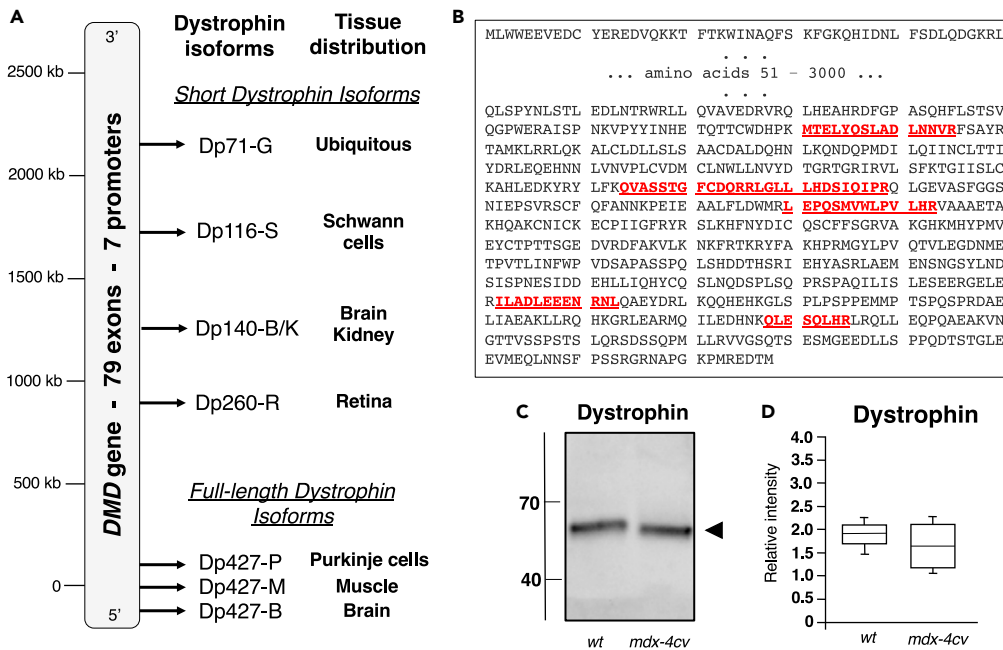 A
3’
5’
DMD gene - 79 exons - 7 promoters
2500 kb
2000 kb
1500 kb
1000 kb
500 kb
0
Dystrophin Tissue
isoforms distribution
Short Dystrophin Isoforms
Dp71-G Ubiquitous
Dp116-S Schwann
cells
Dp140-B/K Brain
Kidney
Dp260-R Retina
Full-length Dystrophin
Isoforms
Dp427-P Purkinje cells
Dp427-M Muscle
Dp427-B Brain
B
MLWWEEVEDC YEREDVQKKT FTKWINAQFS KFGKQHIDNL FSDLQDGKRL
. . .
... amino acids 51 – 3000 ...
. . .
QLSPYNLSTL EDLNTRWRLL QVAVEDRVRQ LHEAHRDFGP ASQHFLSTSV
QGPWERAISP NKVPYYINHE TQTTCWDHPK MTELYQSLAD LNNVRFSAYR
TAMKLRRLQK ALCLDLLSLS AACDALDQHN LKQNDQPMDI LQIINCLTTI
YDRLEQEHNN LVNVPLCVDM CLNWLLNVYD TGRTGRIRVL SFKTGIISLC
KAHLEDKYRY LFKQVASSTG FCDQRRLGLL LHDSIQIPRQ LGEVASFGGS
NIEPSVRSCF QFANNKPEIE AALFLDWMRL EPQSMVWLPV LHRVAAAETA
KHQAKCNICK ECPIIGFRYR SLKHFNYDIC QSCFFSGRVA KGHKMHYPMV
EYCTPTTSGE DVRDFAKVLK NKFRTKRYFA KHPRMGYLPV QTVLEGDNME
TPVTLINFWP VDSAPASSPQ LSHDDTHSRI EHYASRLAEM ENSNGSYLND
SISPNESIDD EHLLIQHYCQ SLNQDSPLSQ PRSPAQILIS LESEERGELE
RILADLEEEN RNLQAEYDRL KQQHEHKGLS PLPSPPEMMP TSPQSPRDAE
LIAEAKLLRQ HKGRLEARMQ ILEDHNKQLE SQLHRLRQLL EQPQAEAKVN
GTTVSSPSTS LQRSDSSQPM LLRVVGSQTS ESMGEEDLLS PPQDTSTGLE
EVMEQLNNSF PSSRGRNAPG KPMREDTM
C
Dystrophin
70
40
wt mdx-4cv
D
Dystrophin
Relative intensity
4.0
3.5
3.0
2.5
2.0
1.5
1.0
0.5
0
wt mdx-4cv